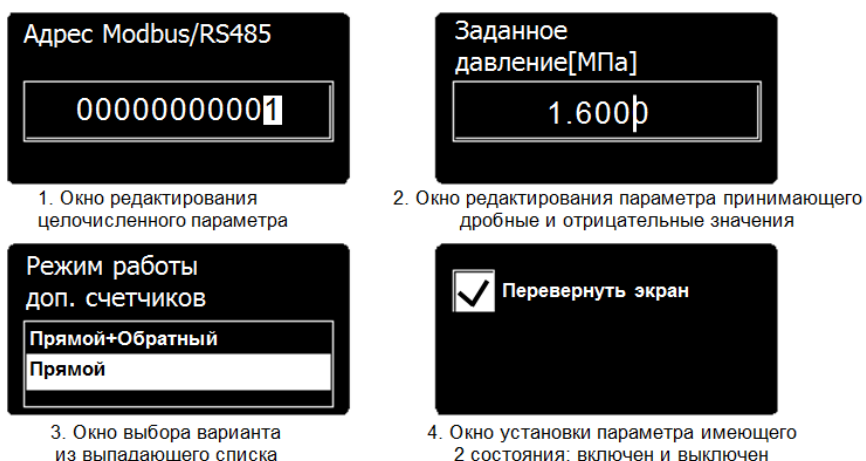 Адрес Modbus/RS485
00000000001
1. Окно редактирования
целочисленного параметра
Заданное
давление[МПа]
1.6000
2. Окно редактирования параметра принимающего
дробные и отрицательные значения
Режим работы
доп. счетчиков
Прямой+Обратный
Прямой
3. Окно выбора варианта
из выпадающего списка
Перевернуть экран
4. Окно установки параметра имеющего
2 состояния: включен и выключен